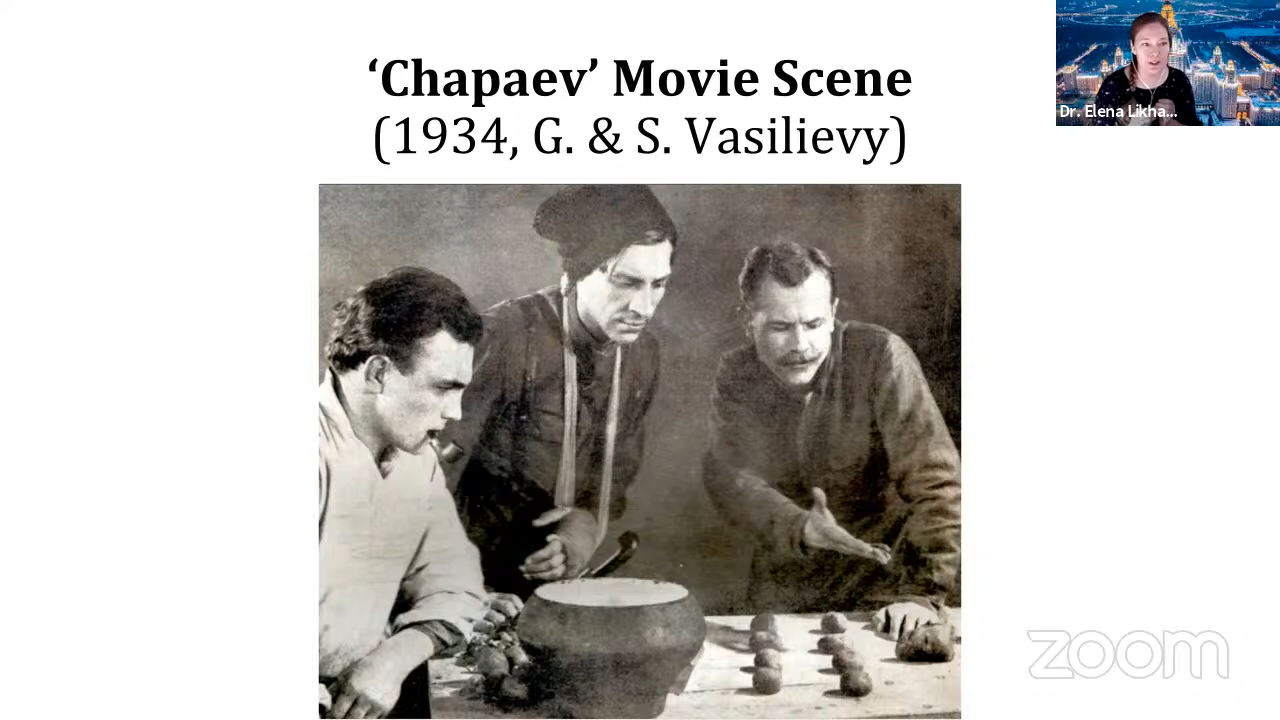 ‘Chapaev’ Movie Scene
(1934, G. & S. Vasilievy)
Dr. Elena Likha...
zoom